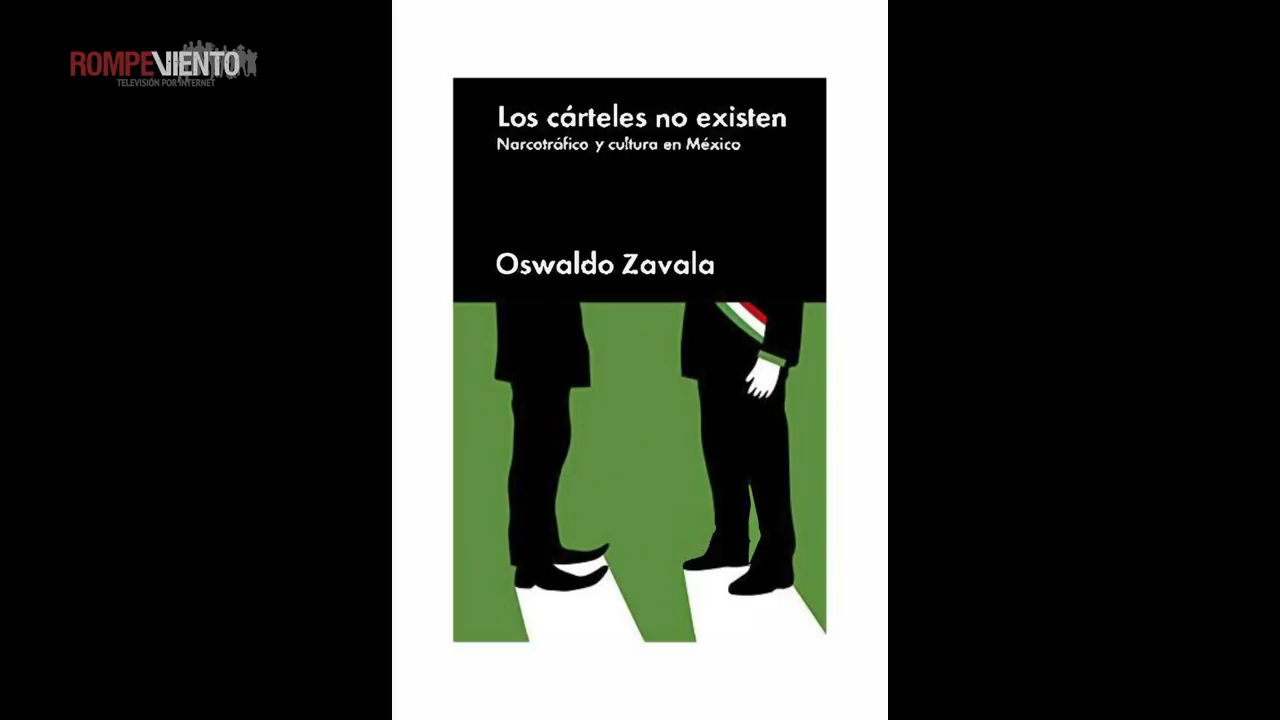 ROMPEVIENTO
TELEVISIÓN POR INTERNET
Los cárteles no existen
Narcotráfico y cultura en México
Oswaldo Zavala